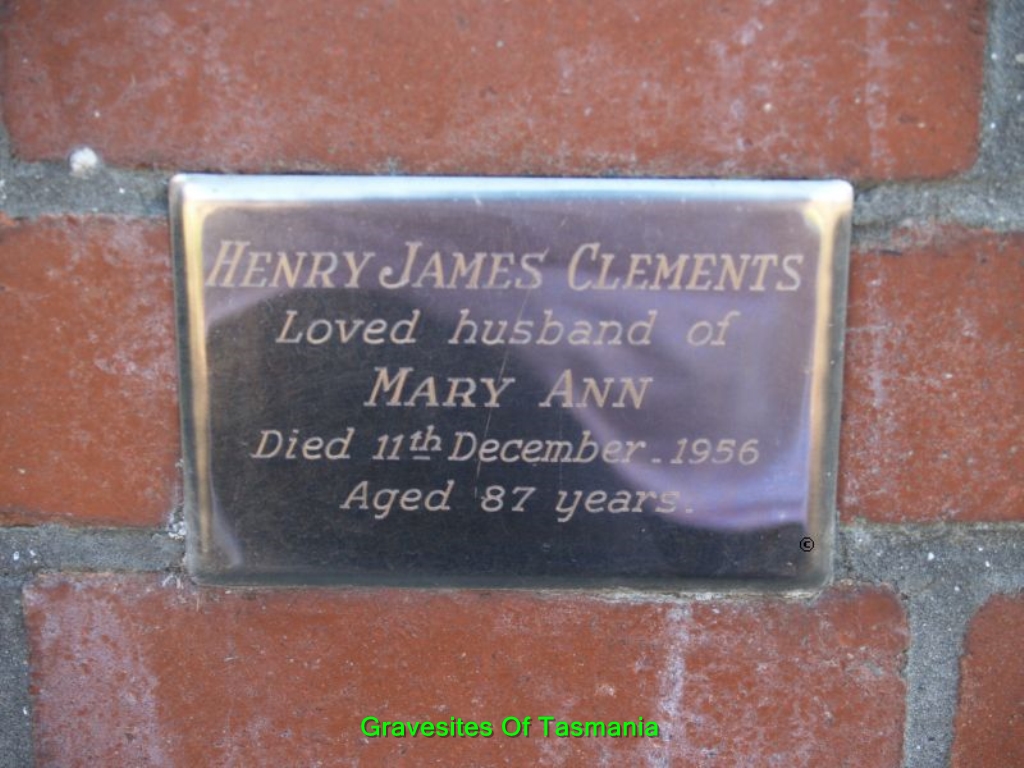 HENRY JAMES CLEMENTS
Loved husband of
MARY ANN
Died 11th December. 1956
Aged 87 years.
©
Gravesites Of Tasmania